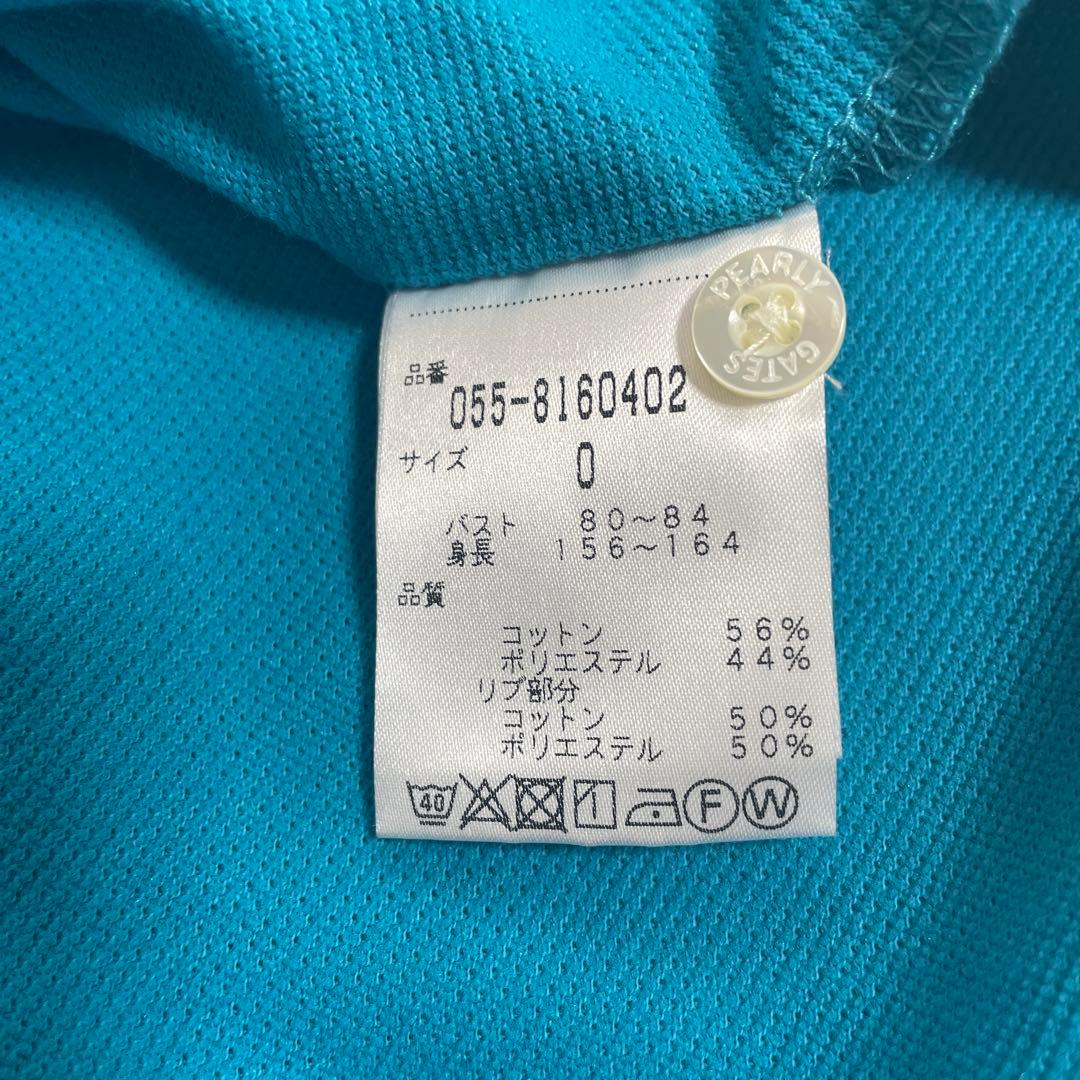 PEARLY
GATES
品番
055-8160402
サイズ 0
バスト 80～84
身長 156～164
品質
コットン 56%
ポリエステル 44%
リブ部分
コットン 50%
ポリエステル 50%
40 F W